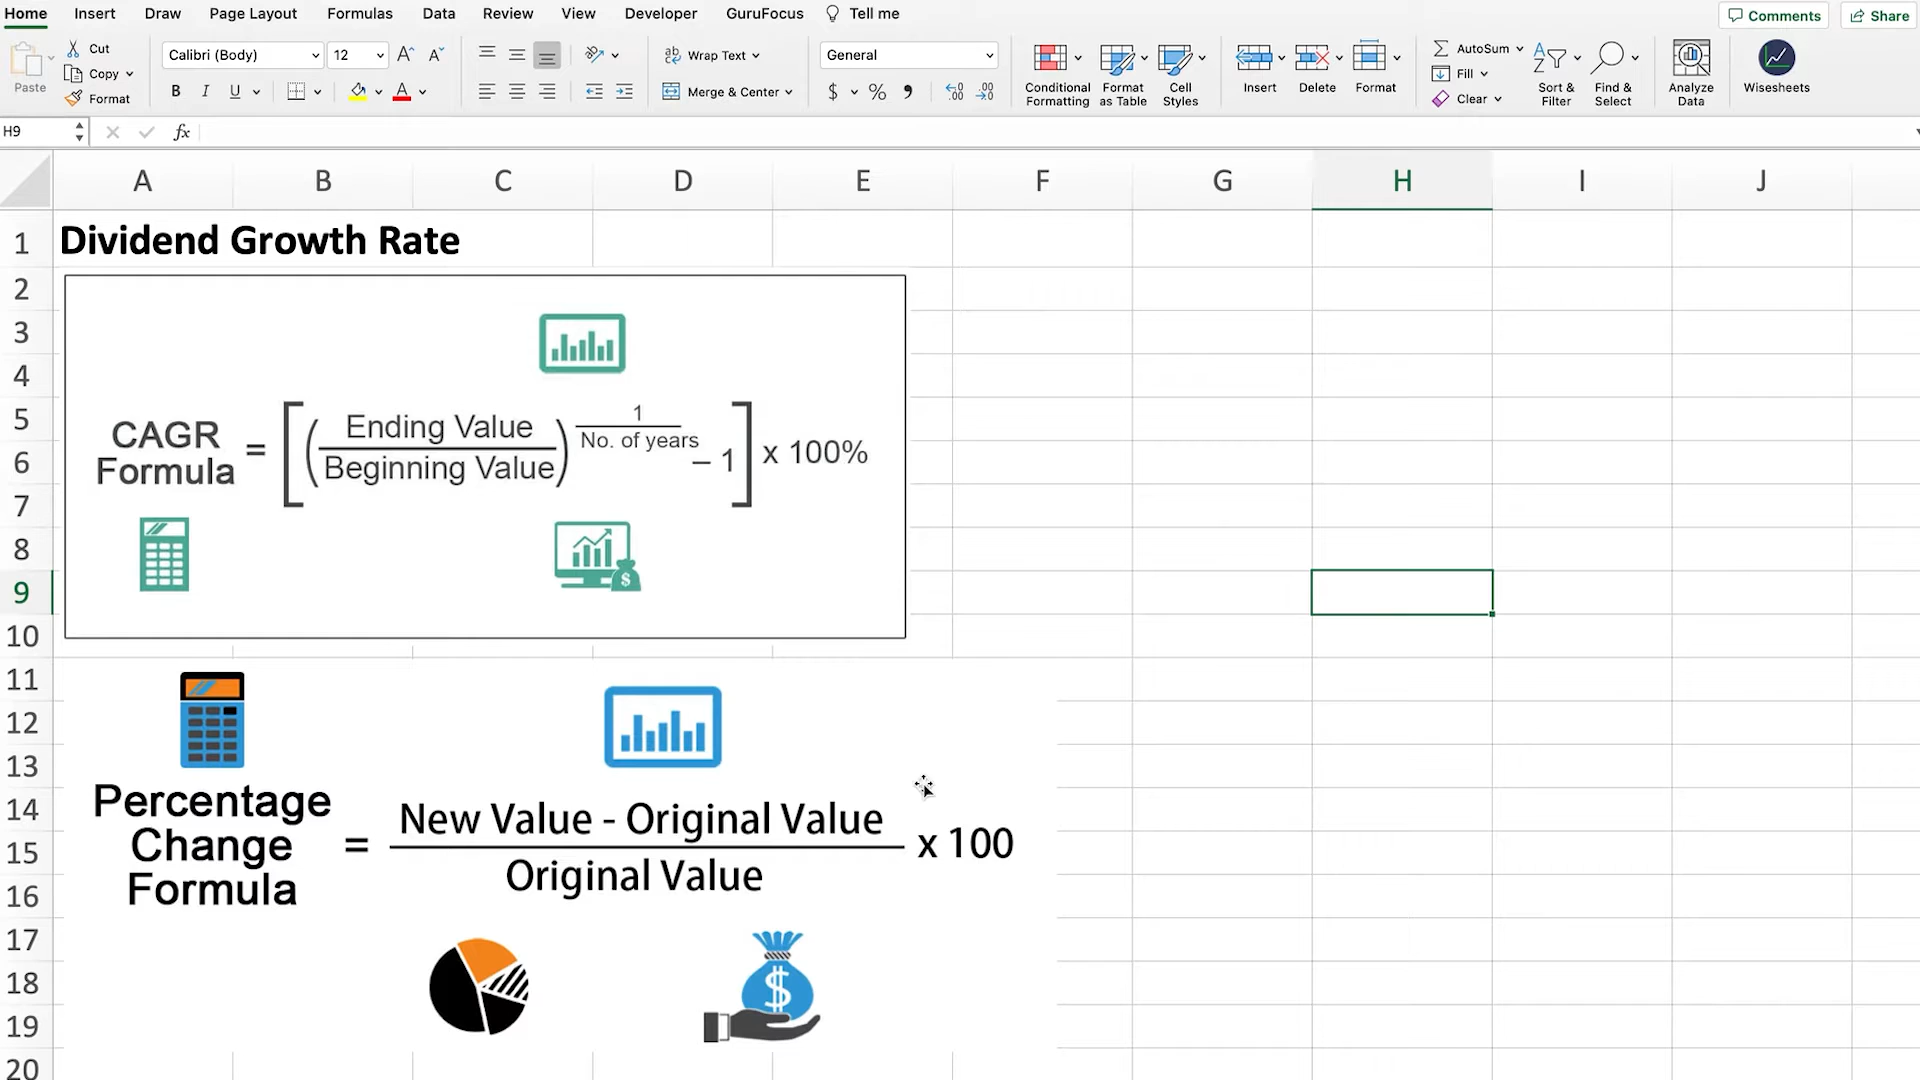 Home Insert Draw Page Layout Formulas Data Review View Developer GuruFocus Tell me Comments Share
Paste Cut Copy Format
Calibri (Body) 12 A A
B I U A
ab Wrap Text
Merge & Center
General
$ % 9 .00 .00
Conditional Formatting
Format as Table
Cell Styles
Insert Delete Format
AutoSum
Fill
Clear
Sort & Filter
Find & Select
Analyze Data
Wisesheets
H9 fx
A B C D E F G H I J
1 Dividend Growth Rate
2
3
4
5
6
7
8
9
10
11
12
13
14
15
16
17
18
19
20
CAGR Formula = [(Ending Value
Beginning Value) 1
No. of years – 1] x 100%
Percentage
Change
Formula
=
New Value - Original Value
Original Value
x 100
$
$